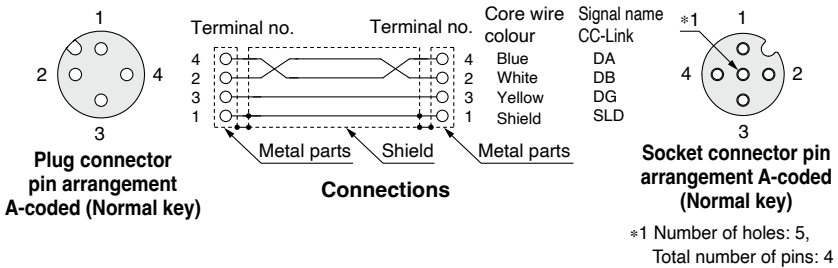 1
2
4
3
Plug connector
pin arrangement
A-coded (Normal key)
Terminal no. Terminal no. Core wire colour Signal name CC-Link
4 4 Blue DA
2 2 White DB
3 3 Yellow DG
1 1 Shield SLD
Metal parts Shield Metal parts
Connections
*1 1
4 2
3
Socket connector pin
arrangement A-coded
(Normal key)
*1 Number of holes: 5,
Total number of pins: 4